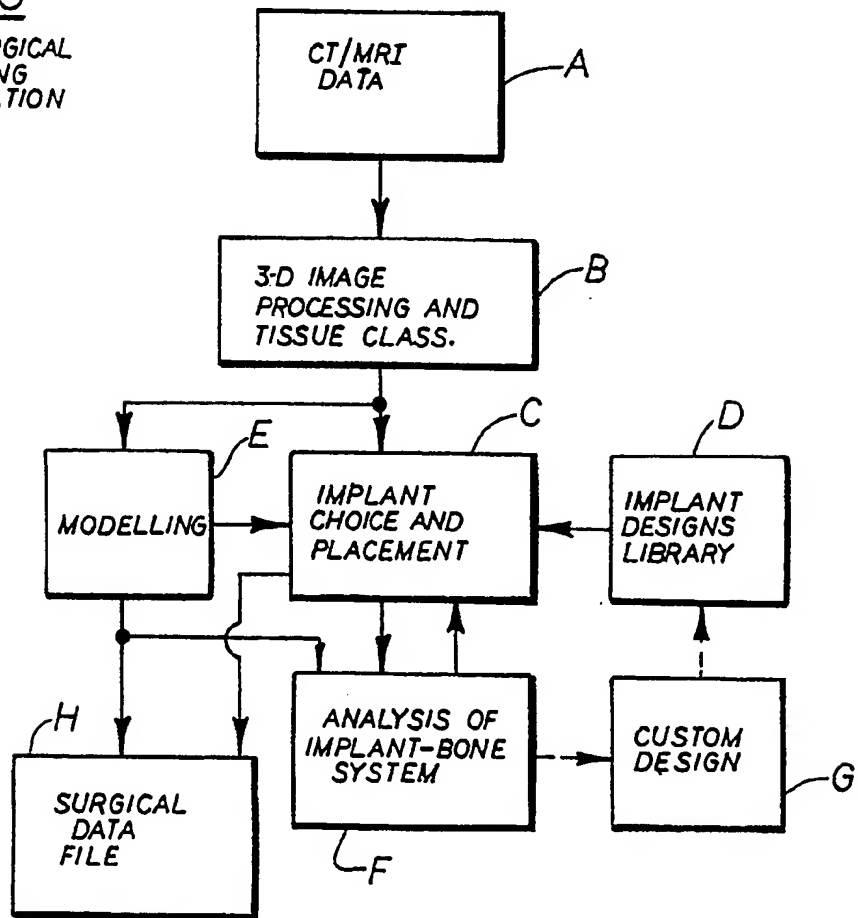 CT/MRI
DATA
A
3-D IMAGE
PROCESSING AND
TISSUE CLASS.
B
E
MODELLING
C
IMPLANT
CHOICE AND
PLACEMENT
D
IMPLANT
DESIGNS
LIBRARY
H
SURGICAL
DATA
FILE
ANALYSIS OF
IMPLANT-BONE
SYSTEM
F
CUSTOM
DESIGN
G